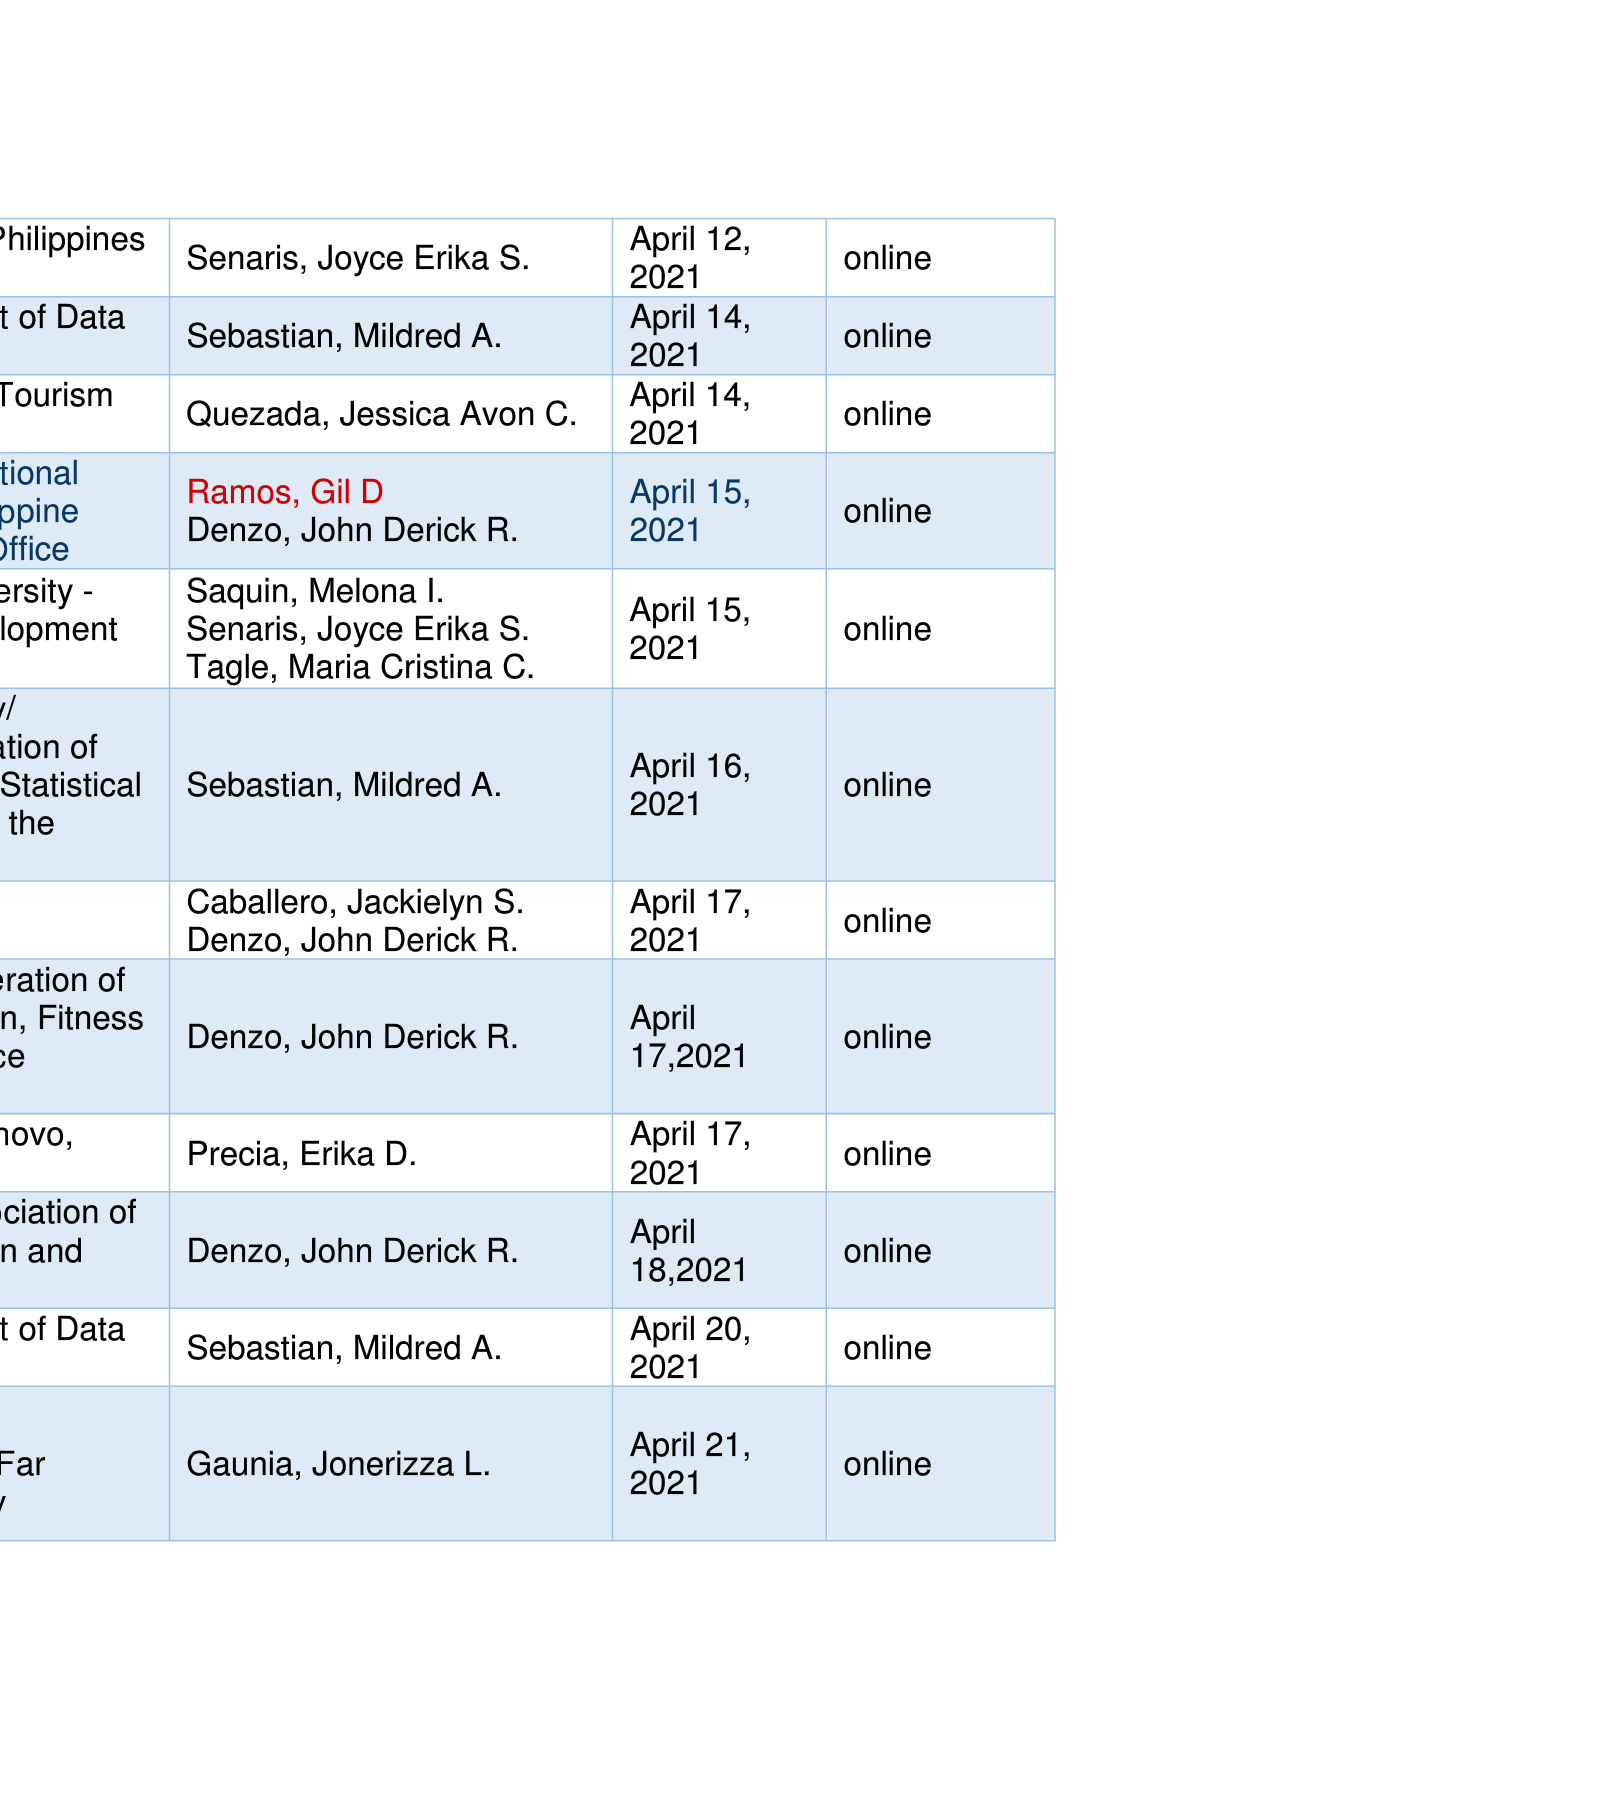 Philippines
Senaris, Joyce Erika S.
April 12,
2021
online
t of Data
Sebastian, Mildred A.
April 14,
2021
online
Tourism
Quezada, Jessica Avon C.
April 14,
2021
online
tional
ppine
Office
Ramos, Gil D
Denzo, John Derick R.
April 15,
2021
online
ersity -
lopment
Saquin, Melona I.
Senaris, Joyce Erika S.
Tagle, Maria Cristina C.
April 15,
2021
online
y/
ation of
Statistical
the
Sebastian, Mildred A.
April 16,
2021
online
Caballero, Jackielyn S.
Denzo, John Derick R.
April 17,
2021
online
eration of
n, Fitness
ce
Denzo, John Derick R.
April
17,2021
online
novo,
Precia, Erika D.
April 17,
2021
online
ciation of
n and
Denzo, John Derick R.
April
18,2021
online
t of Data
Sebastian, Mildred A.
April 20,
2021
online
Far
y
Gaunia, Jonerizza L.
April 21,
2021
online